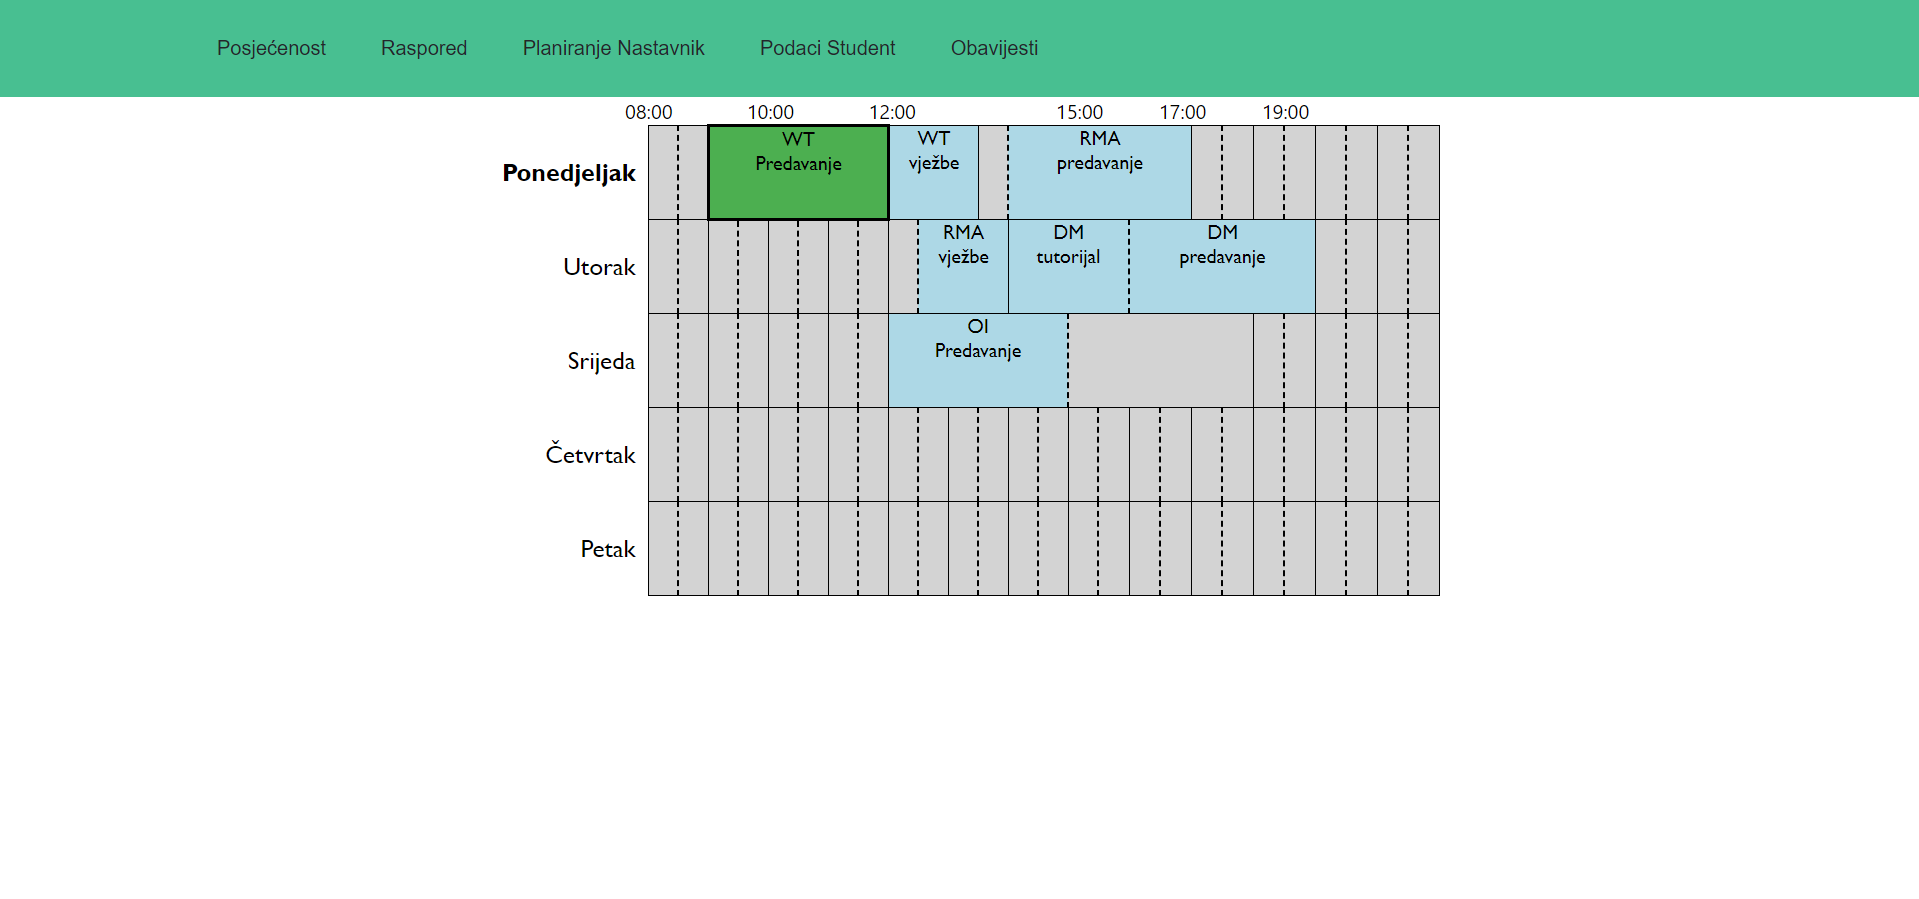 Posjećenost Raspored Planiranje Nastavnik Podaci Student Obavijesti
08:00 10:00 12:00 15:00 17:00 19:00
Ponedjeljak
WT
Predavanje
WT
vježbe
RMA
predavanje
Utorak
RMA
vježbe
DM
tutorijal
DM
predavanje
Srijeda
OI
Predavanje
Četvrtak
Petak